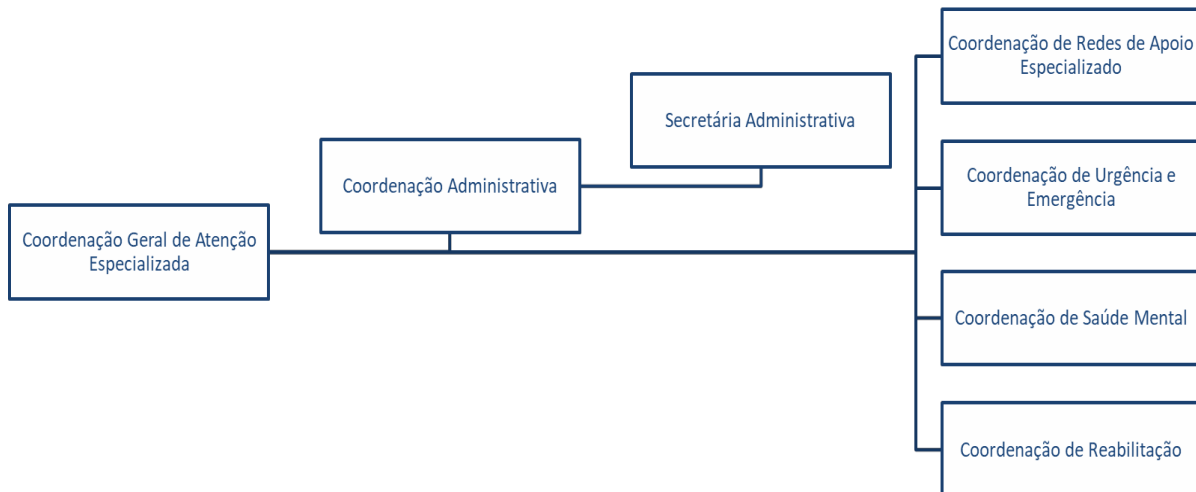 Coordenação Geral de Atenção
Especializada
Coordenação Administrativa
Secretária Administrativa
Coordenação de Redes de Apoio
Especializado
Coordenação de Urgência e
Emergência
Coordenação de Saúde Mental
Coordenação de Reabilitação